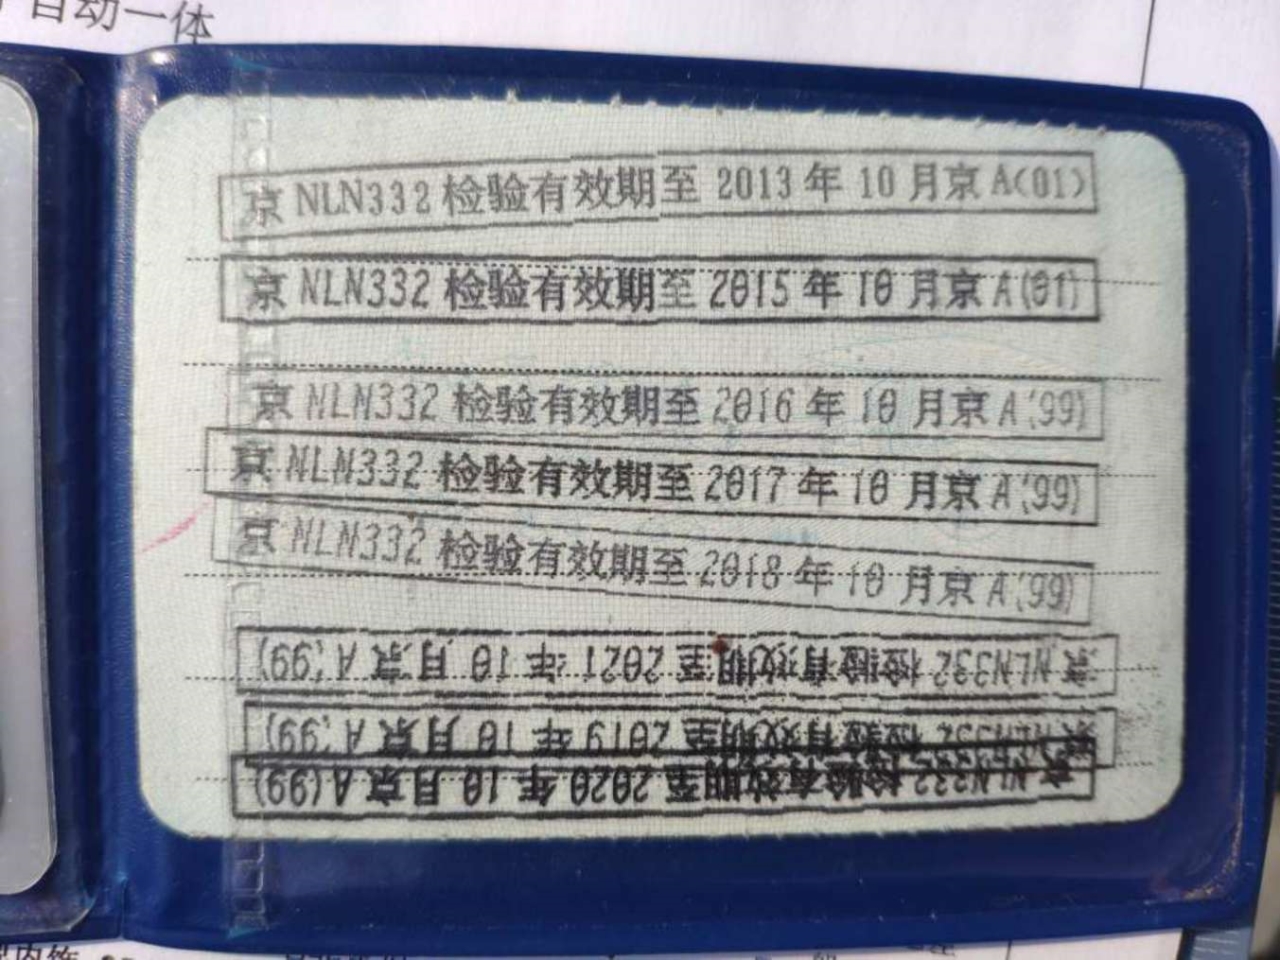 自动一体
京 NLN332 检验有效期至 2013 年 10 月京 A(01)
京 NLN332 检验有效期至 2015 年 10 月京 A(01)
京 NLN332 检验有效期至 2016 年 10 月京 A(99)
京 NLN332 检验有效期至 2017 年 10 月京 A(99)
京 NLN332 检验有效期至 2018 年 10 月京 A(99)
京 NLN332 检验有效期至 2021 年 10 月京 A(99)
京 NLN332 检验有效期至 2019 年 10 月京 A(99)
京 NLN332 检验有效期至 2020 年 10 月京 A(99)